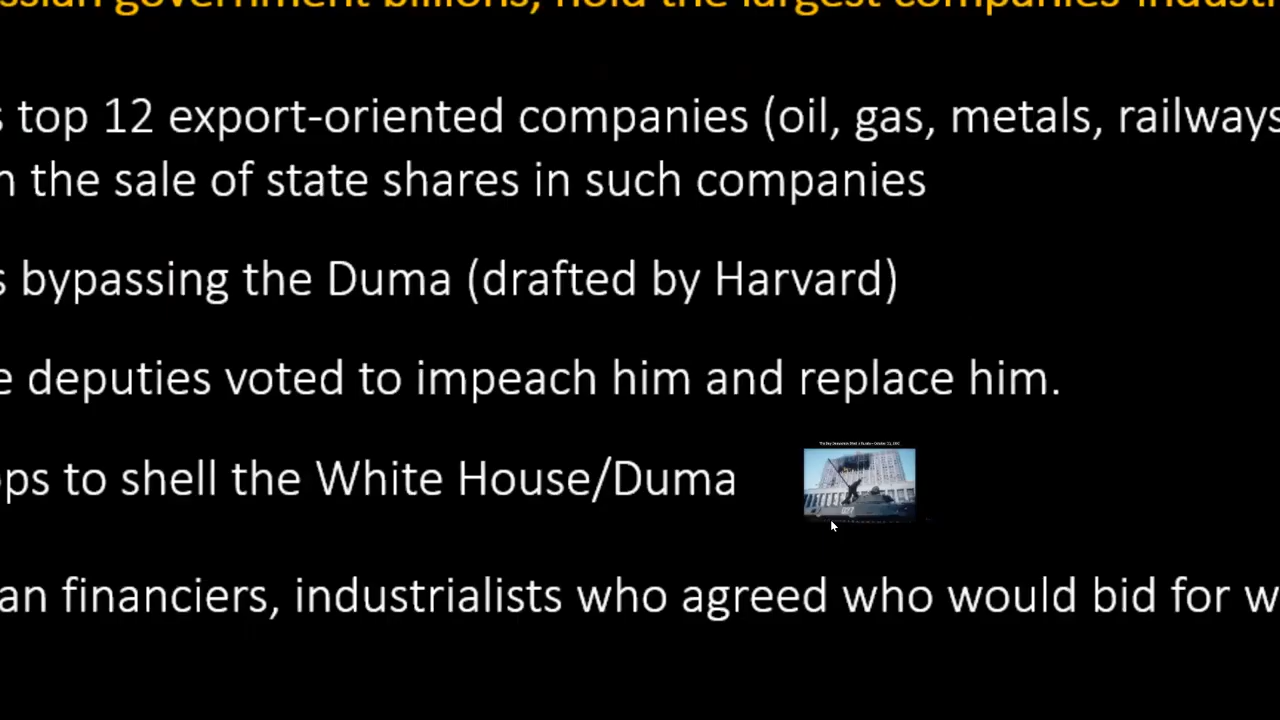 ssian government billions, hold the largest companies-industri
s top 12 export-oriented companies (oil, gas, metals, railways
n the sale of state shares in such companies
s bypassing the Duma (drafted by Harvard)
e deputies voted to impeach him and replace him.
ops to shell the White House/Duma
an financiers, industrialists who agreed who would bid for w